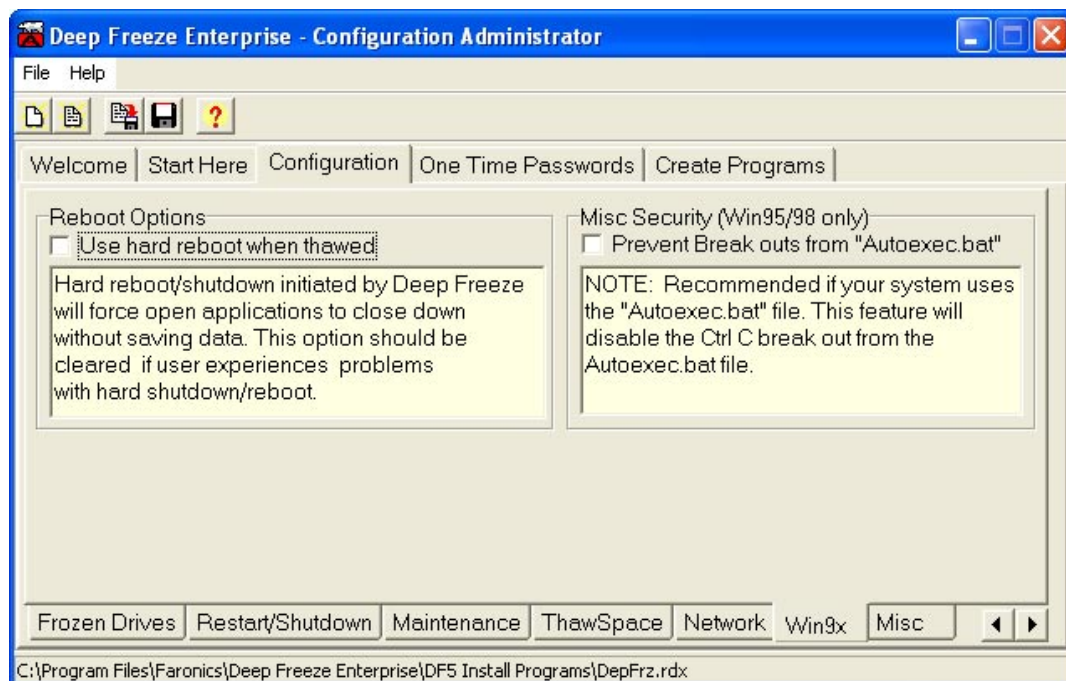 Deep Freeze Enterprise - Configuration Administrator
File Help
Welcome Start Here Configuration One Time Passwords Create Programs
Reboot Options
Use hard reboot when thawed
Hard reboot/shutdown initiated by Deep Freeze
will force open applications to close down
without saving data. This option should be
cleared if user experiences problems
with hard shutdown/reboot.
Misc Security (Win95/98 only)
Prevent Break outs from "Autoexec.bat"
NOTE: Recommended if your system uses
the "Autoexec.bat" file. This feature will
disable the Ctrl C break out from the
Autoexec.bat file.
Frozen Drives Restart/Shutdown Maintenance ThawSpace Network Win9x Misc
C:\Program Files\Faronics\Deep Freeze Enterprise\DF5 Install Programs\DepFrz.rdx